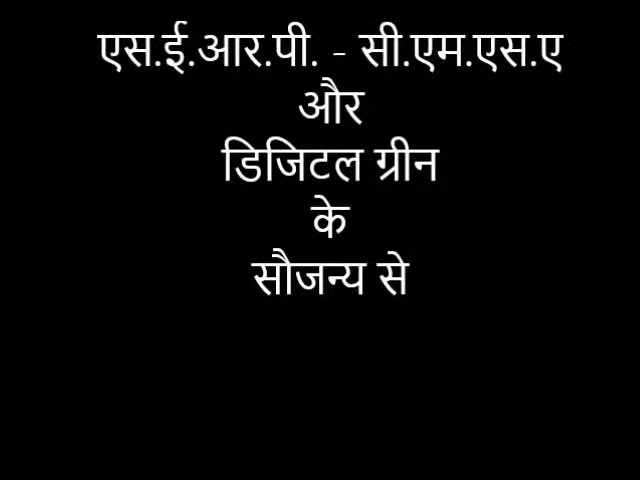 एस.ई.आर.पी. - सी.एम.एस.ए
और
डिजिटल ग्रीन
के
सौजन्य से